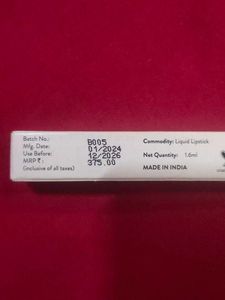 Batch No.: B005 Commodity: Liquid Lipstick
Mfg. Date: 01/2024
Use Before: 12/2026 Net Quantity: 1.6ml
MRP ₹: 375.00
(inclusive of all taxes) MADE IN INDIA